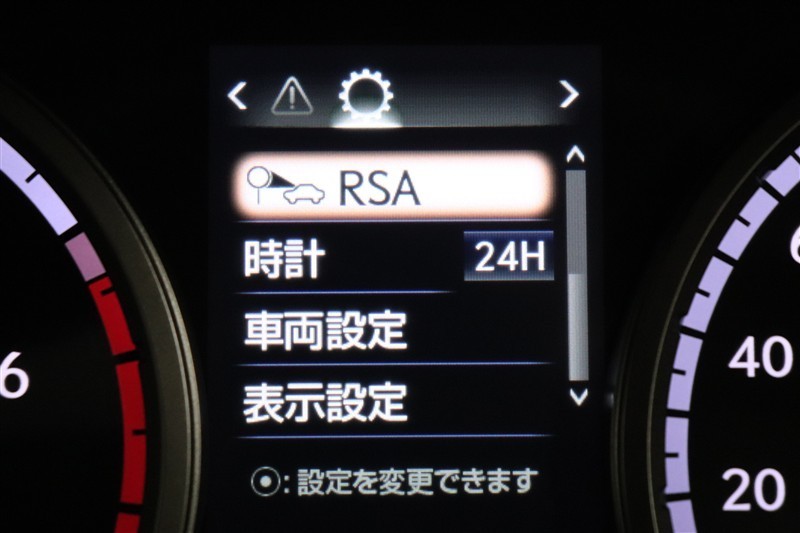 RSA
時計 24H
車両設定
表示設定
6
40
20
⦿:設定を変更できます